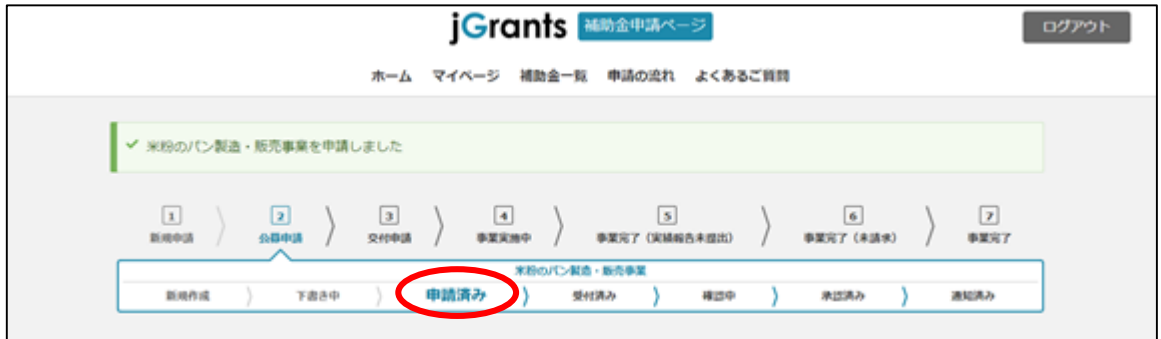 jGrants 補助金申請ページ ログアウト
ホーム マイページ 補助金一覧 申請の流れ よくあるご質問
米粉のパン製造・販売事業を申請しました
1 2 3 4 5 6 7
新規申請 公募申請 交付申請 事業実施中 事業完了（実績報告未提出） 事業完了（未請求） 事業完了
米粉のパン製造・販売事業
新規作成 下書き中 申請済み 受付済み 確認中 承認済み 通知済み